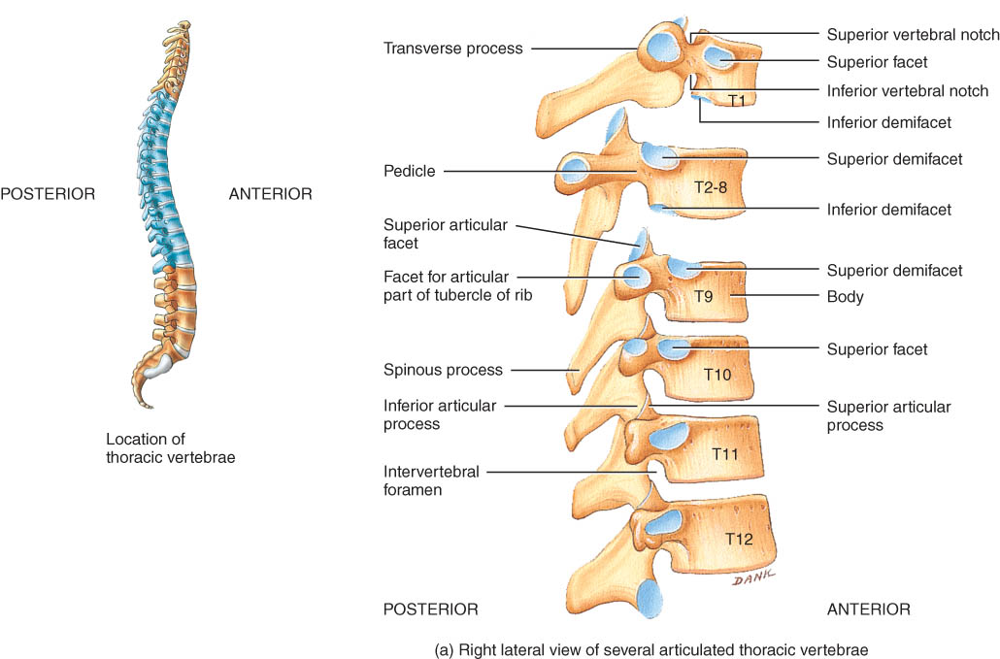 Transverse process
Superior vertebral notch
Superior facet
Inferior vertebral notch
T1
Inferior demifacet
Superior demifacet
Pedicle
T2-8
POSTERIOR
ANTERIOR
Inferior demifacet
Superior articular
facet
Superior demifacet
Facet for articular
part of tubercle of rib
T9
Body
Superior facet
Spinous process
T10
Inferior articular
process
Superior articular
process
Location of
thoracic vertebrae
T11
Intervertebral
foramen
T12
DANK
POSTERIOR
ANTERIOR
(a) Right lateral view of several articulated thoracic vertebrae